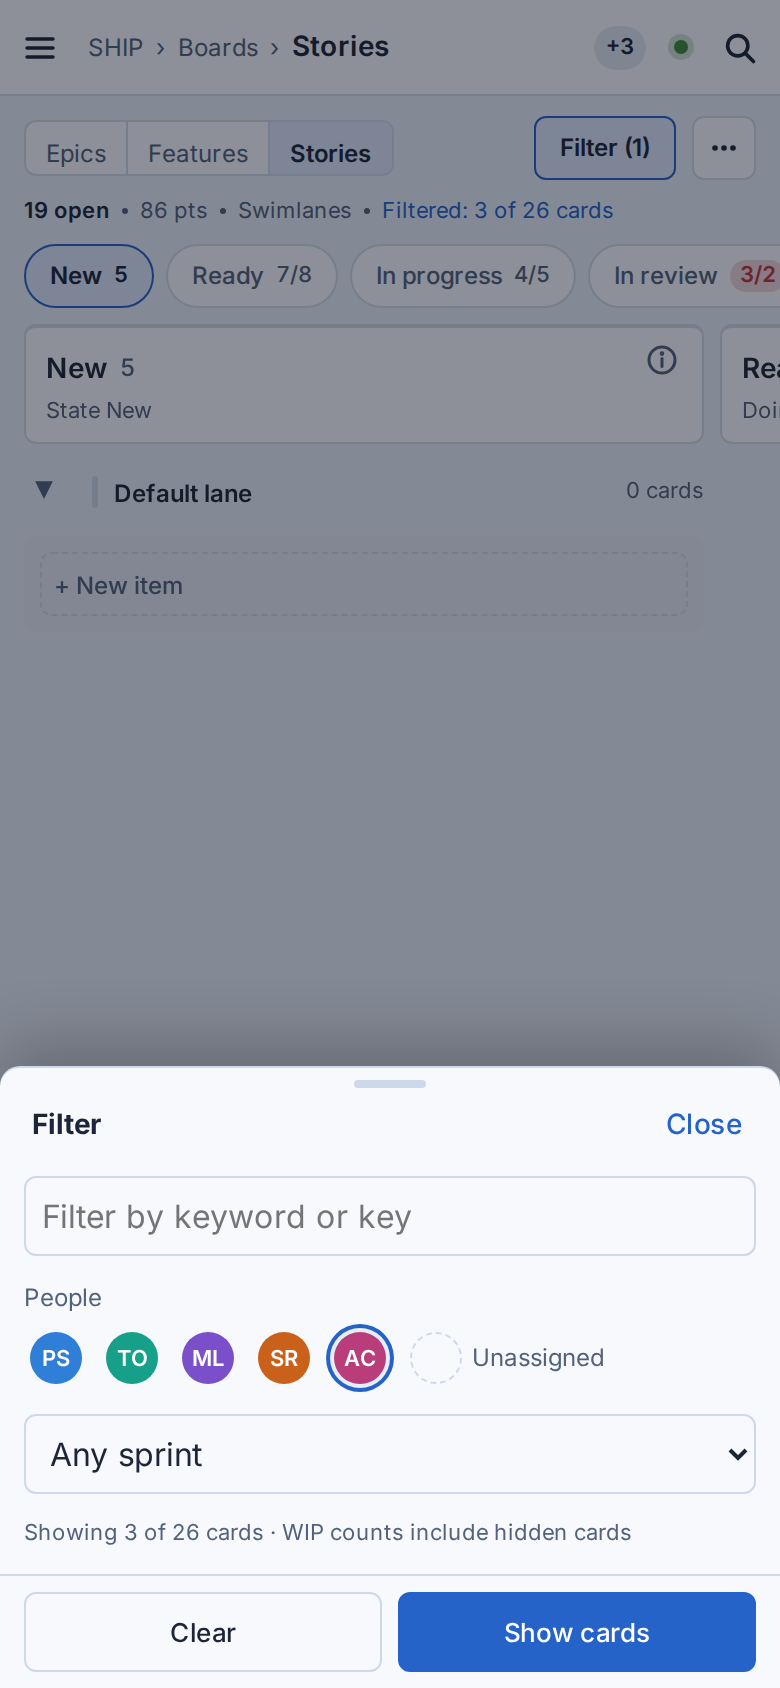 SHIP › Boards › Stories +3
Epics Features Stories Filter (1) •••
19 open • 86 pts • Swimlanes • Filtered: 3 of 26 cards
New 5 Ready 7/8 In progress 4/5 In review 3/2
New 5
State New
Default lane 0 cards
+ New item
Filter Close
Filter by keyword or key
People
PS TO ML SR AC Unassigned
Any sprint
Showing 3 of 26 cards · WIP counts include hidden cards
Clear Show cards